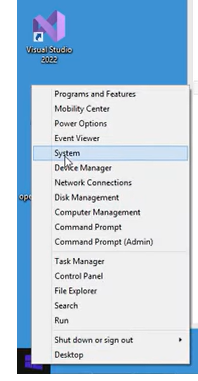 Visual Studio
2022
Programs and Features
Mobility Center
Power Options
Event Viewer
System
Device Manager
Network Connections
ope
Disk Management
Computer Management
Command Prompt
Command Prompt (Admin)
Task Manager
Control Panel
File Explorer
Search
Run
Shut down or sign out
Desktop